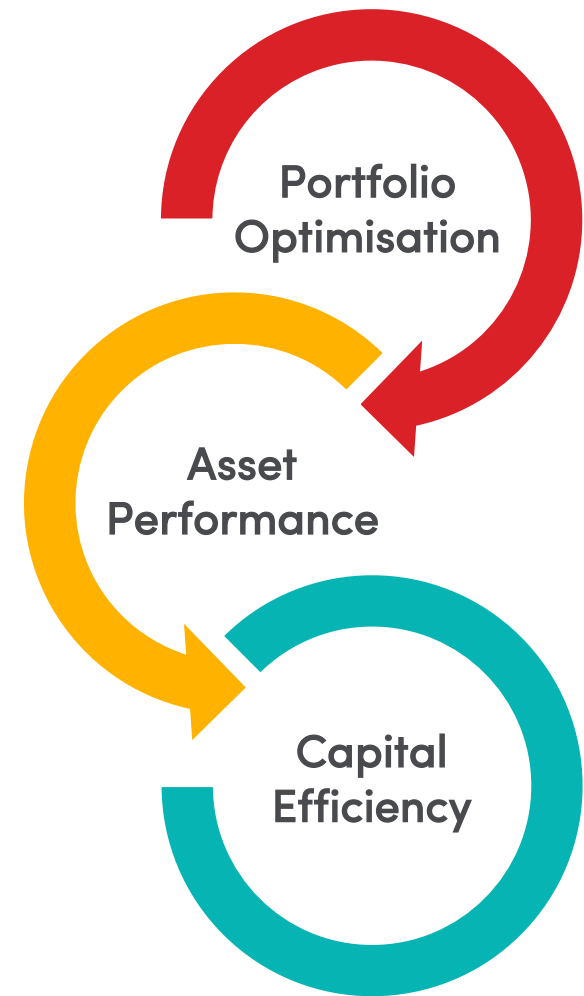 Portfolio
Optimisation
Asset
Performance
Capital
Efficiency